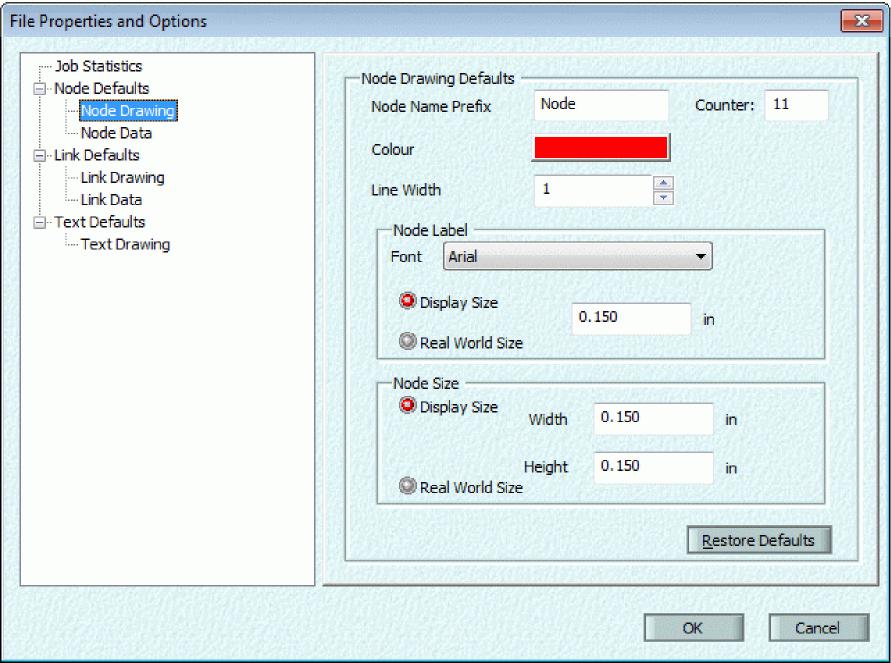 File Properties and Options
Job Statistics
Node Defaults
Node Drawing
Node Data
Link Defaults
Link Drawing
Link Data
Text Defaults
Text Drawing
Node Drawing Defaults
Node Name Prefix Node Counter: 11
Colour
Line Width 1
Node Label
Font Arial
Display Size
0.150 in
Real World Size
Node Size
Display Size
Width 0.150 in
Height 0.150 in
Real World Size
Restore Defaults
OK Cancel